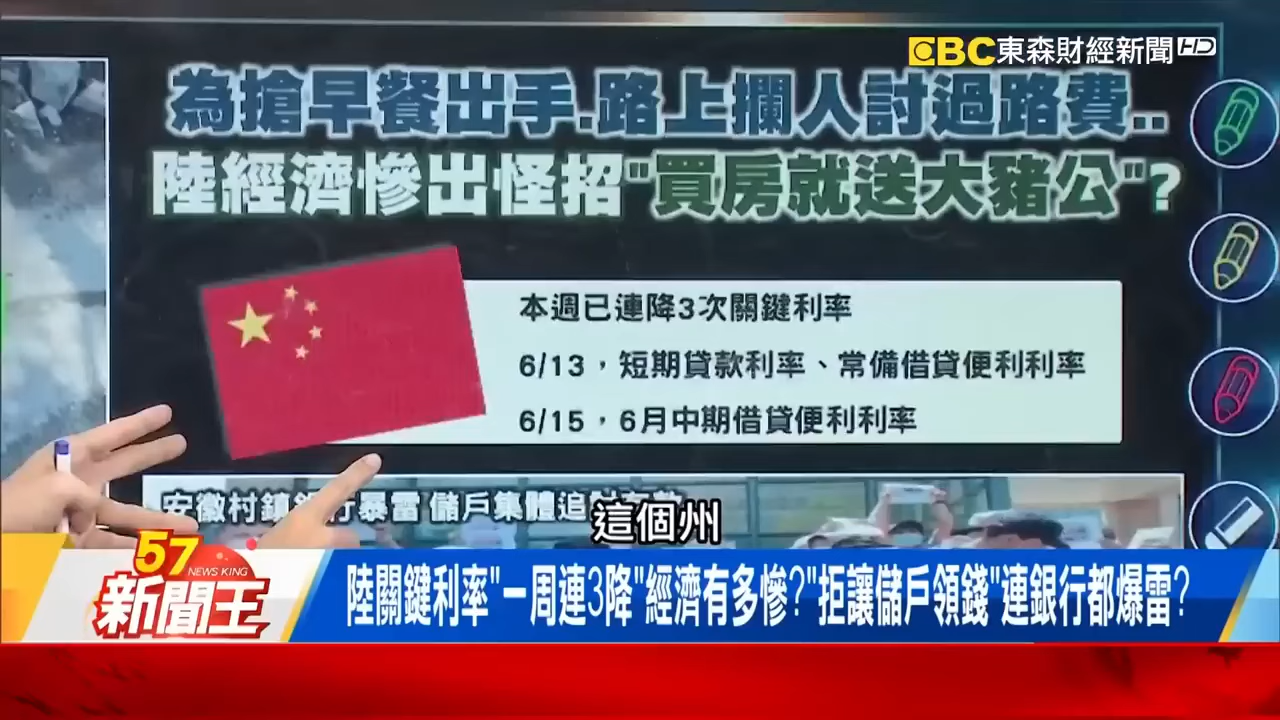 EBC 東森財經新聞 HD
為搶早餐出手.路上攔人討過路費..
陸經濟慘出怪招"買房就送大豬公"?
本週已連降3次關鍵利率
6/13，短期貸款利率、常備借貸便利利率
6/15，6月中期借貸便利利率
安徽村鎮銀行暴雷 儲戶集體追
這個州
57
NEWS KING
新聞王
陸關鍵利率"一周連3降"經濟有多慘?"拒讓儲戶領錢"連銀行都爆雷?